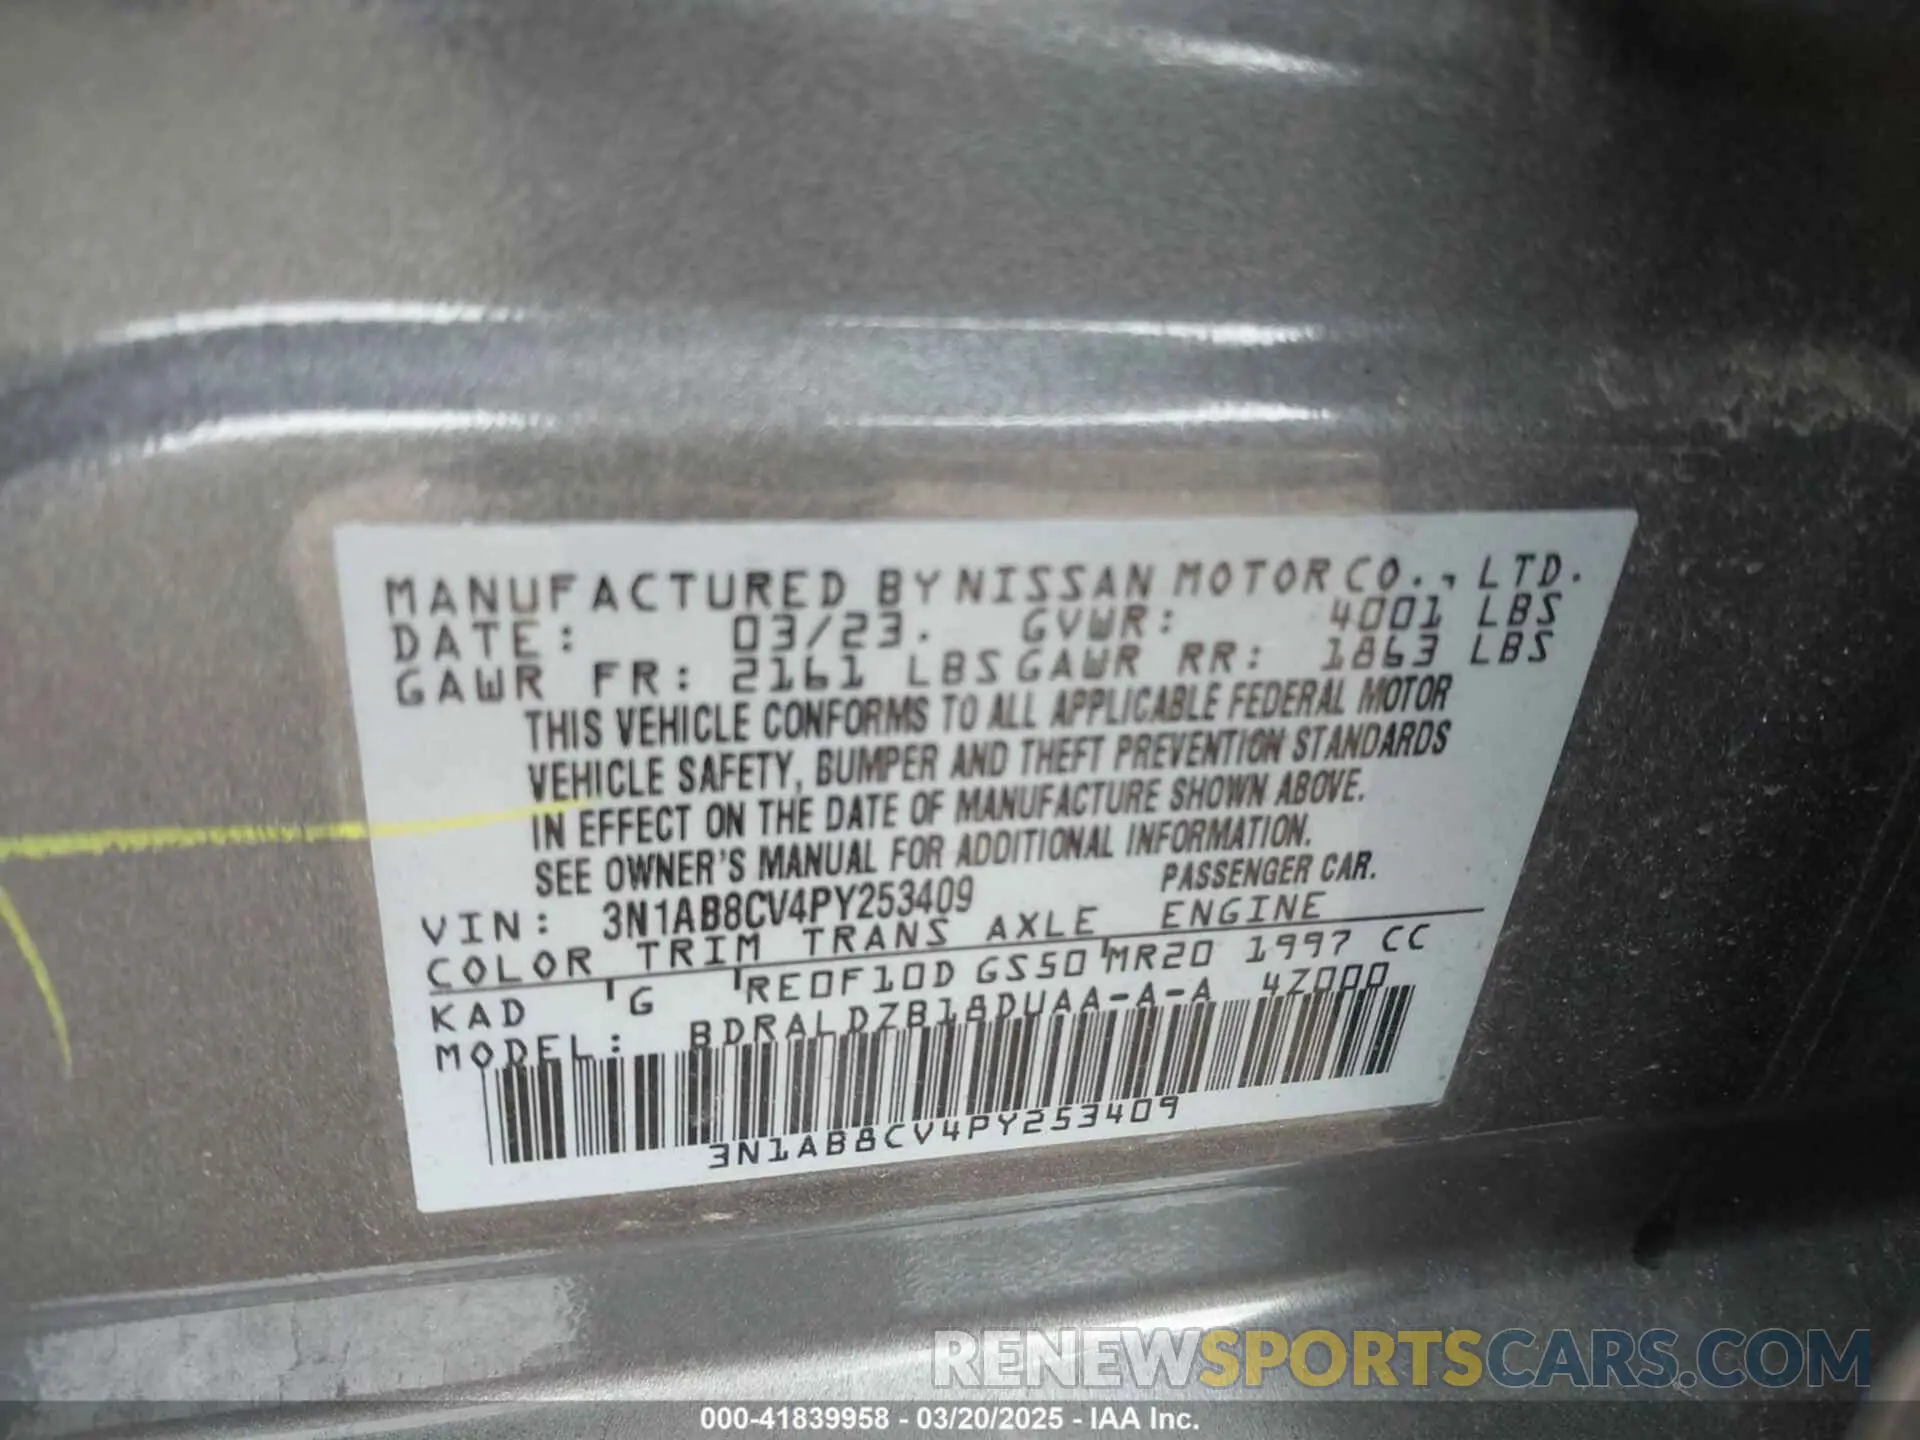 MANUFACTURED BY NISSAN MOTOR CO., LTD.
DATE: 03/23. GVWR: 4001 LBS
GAWR FR: 2161 LBS GAWR RR: 1863 LBS
THIS VEHICLE CONFORMS TO ALL APPLICABLE FEDERAL MOTOR
VEHICLE SAFETY, BUMPER AND THEFT PREVENTION STANDARDS
IN EFFECT ON THE DATE OF MANUFACTURE SHOWN ABOVE.
SEE OWNER'S MANUAL FOR ADDITIONAL INFORMATION.
VIN: 3N1AB8CV4PY253409 PASSENGER CAR.
COLOR TRIM TRANS AXLE ENGINE
KAD G RE0F10D GS50 MR20 1997 CC
MODEL: BDRALDZB18DUAA-A-A 4Z000
3N1AB8CV4PY253409
RENEWSPORTSCARS.COM
000-41839958 - 03/20/2025 - IAA Inc.